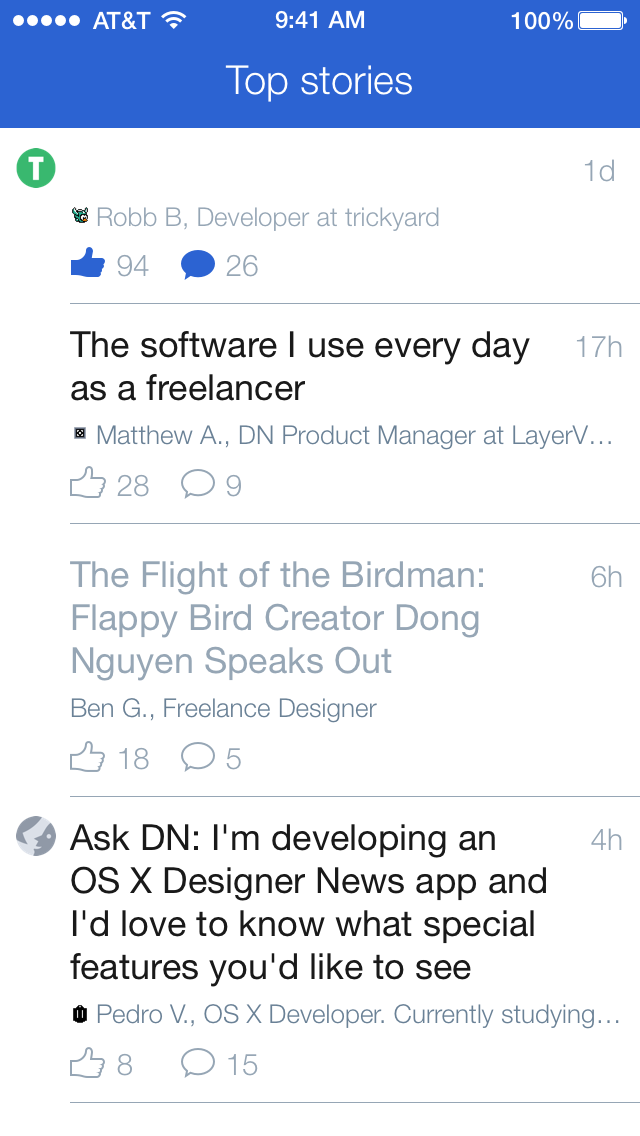 AT&T 9:41 AM 100%
Top stories
T 1d
Robb B, Developer at trickyard
94 26
The software I use every day 17h
as a freelancer
Matthew A., DN Product Manager at LayerV...
28 9
The Flight of the Birdman: 6h
Flappy Bird Creator Dong
Nguyen Speaks Out
Ben G., Freelance Designer
18 5
Ask DN: I'm developing an 4h
OS X Designer News app and
I'd love to know what special
features you'd like to see
Pedro V., OS X Developer. Currently studying...
8 15